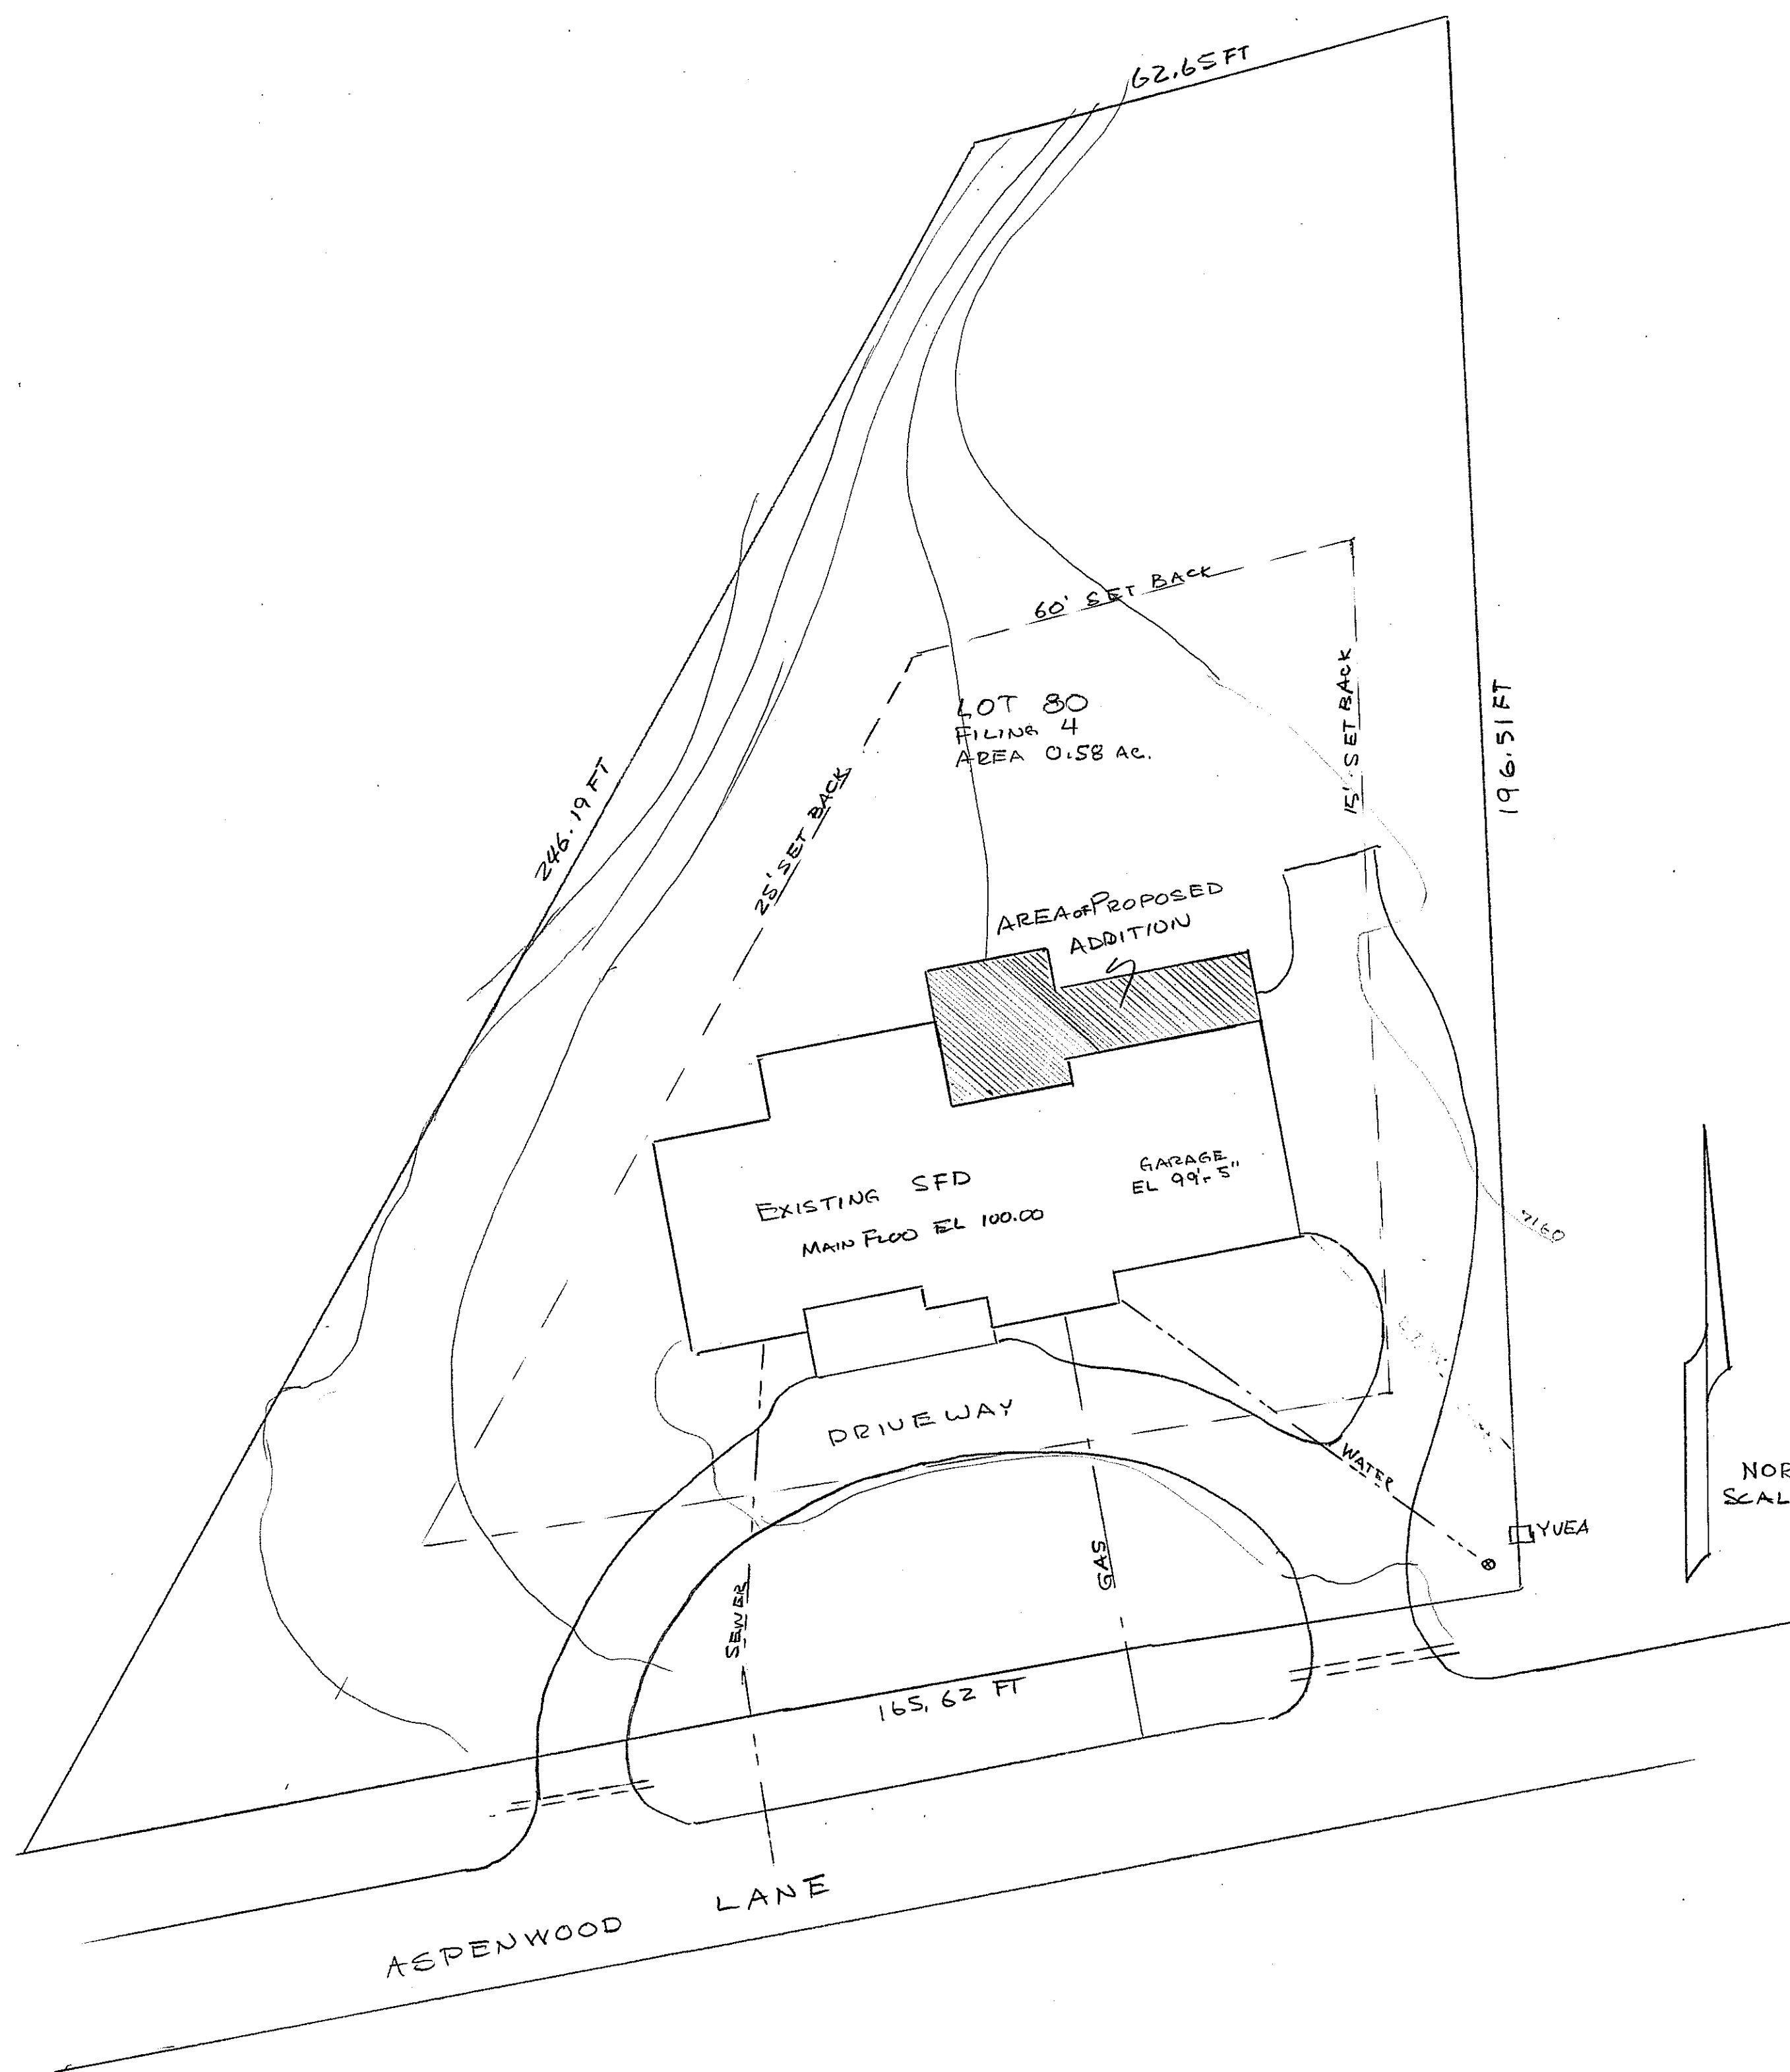 62.65 FT
60' SET BACK
LOT 80
FILING 4
AREA 0.58 AC.
15' SET BACK
196.51 FT
246.19 FT
25' SET BACK
AREA OF PROPOSED
ADDITION
EXISTING SFD
MAIN FLOO EL 100.00
GARAGE
EL 99'- 5"
7160
DRIVEWAY
WATER
NOR
SCAL
YVEA
GAS
SEWER
165.62 FT
ASPENWOOD LANE